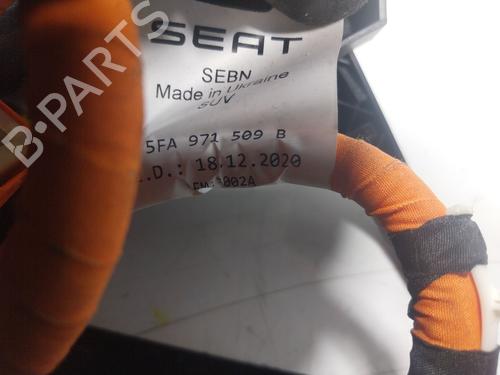 SEAT
SEBN
Made in Ukraine
SUV
5FA 971 509 B
.D.: 18.12.2020
B-PARTS